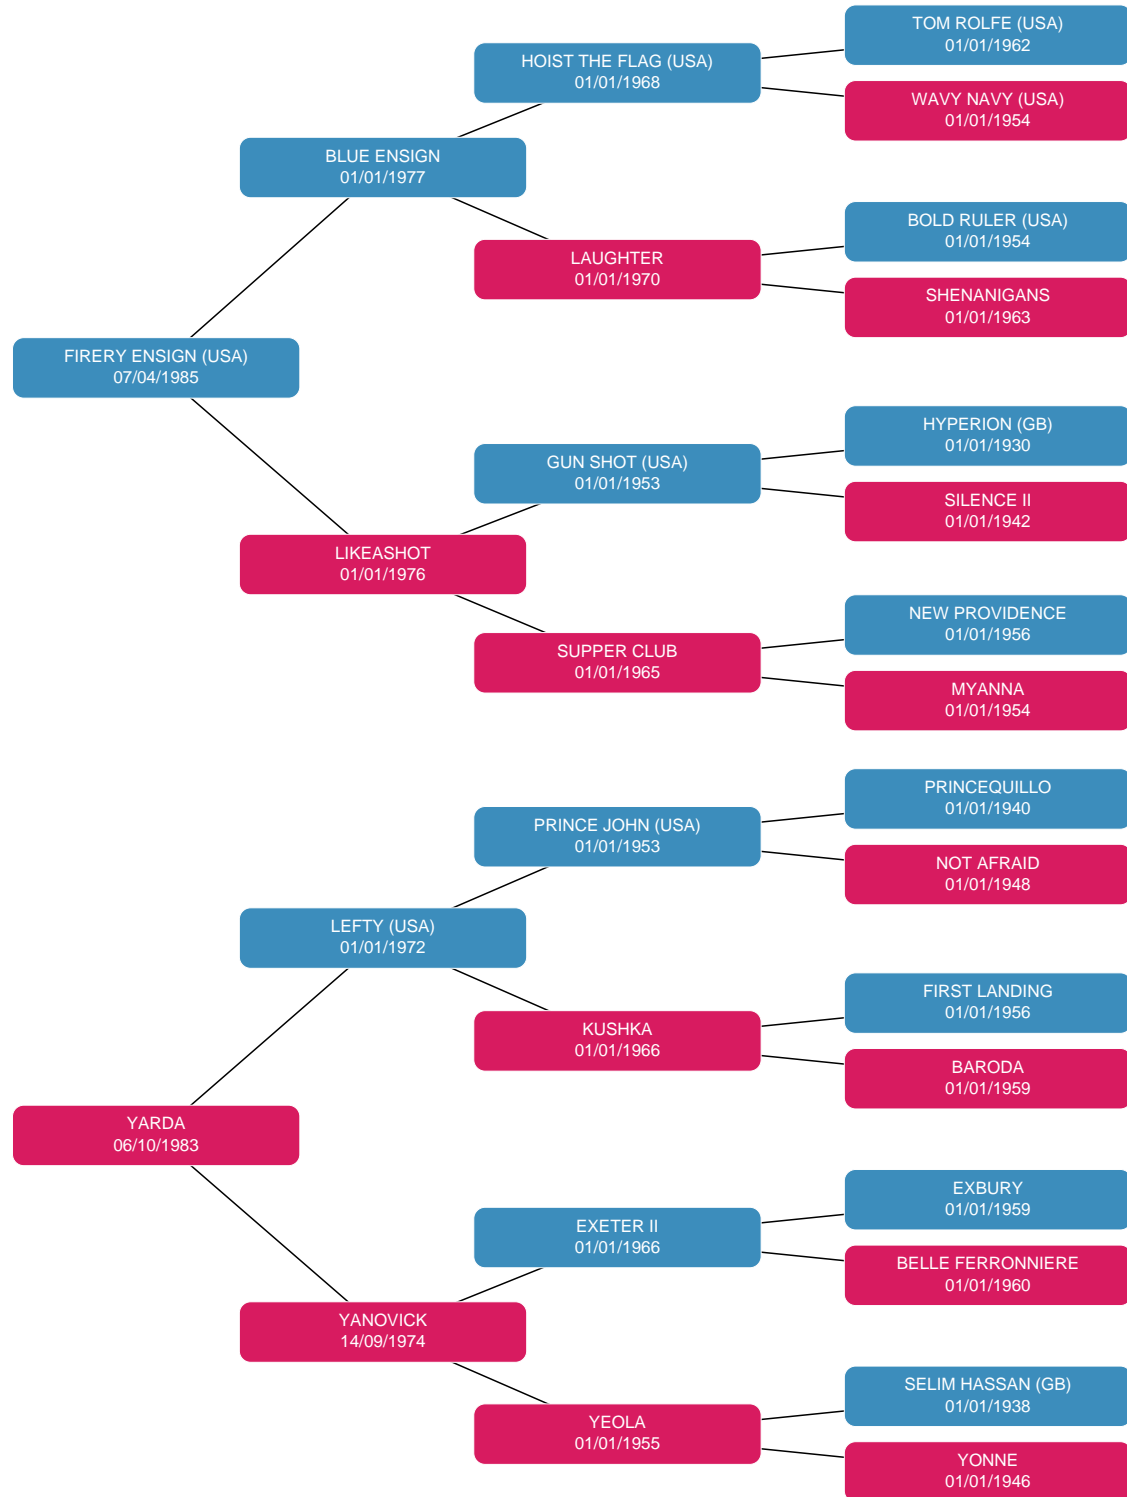 TOM ROLFE (USA)
01/01/1962
HOIST THE FLAG (USA)
01/01/1968
WAVY NAVY (USA)
01/01/1954
BLUE ENSIGN
01/01/1977
BOLD RULER (USA)
01/01/1954
LAUGHTER
01/01/1970
SHENANIGANS
01/01/1963
FIRERY ENSIGN (USA)
07/04/1985
HYPERION (GB)
01/01/1930
GUN SHOT (USA)
01/01/1953
SILENCE II
01/01/1942
LIKEASHOT
01/01/1976
NEW PROVIDENCE
01/01/1956
SUPPER CLUB
01/01/1965
MYANNA
01/01/1954
PRINCEQUILLO
01/01/1940
PRINCE JOHN (USA)
01/01/1953
NOT AFRAID
01/01/1948
LEFTY (USA)
01/01/1972
FIRST LANDING
01/01/1956
KUSHKA
01/01/1966
BARODA
01/01/1959
YARDA
06/10/1983
EXBURY
01/01/1959
EXETER II
01/01/1966
BELLE FERRONNIERE
01/01/1960
YANOVICK
14/09/1974
SELIM HASSAN (GB)
01/01/1938
YEOLA
01/01/1955
YONNE
01/01/1946